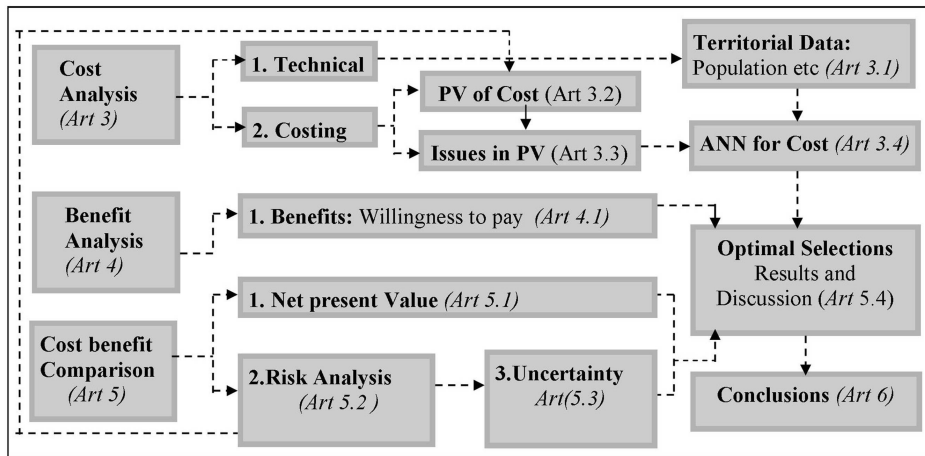 Cost
Analysis
(Art 3)
1. Technical
2. Costing
PV of Cost (Art 3.2)
Issues in PV (Art 3.3)
Territorial Data:
Population etc (Art 3.1)
ANN for Cost (Art 3.4)
Benefit
Analysis
(Art 4)
1. Benefits: Willingness to pay (Art 4.1)
Optimal Selections
Results and
Discussion (Art 5.4)
Cost benefit
Comparison
(Art 5)
1. Net present Value (Art 5.1)
2.Risk Analysis
(Art 5.2 )
3.Uncertainty
Art(5.3)
Conclusions (Art 6)